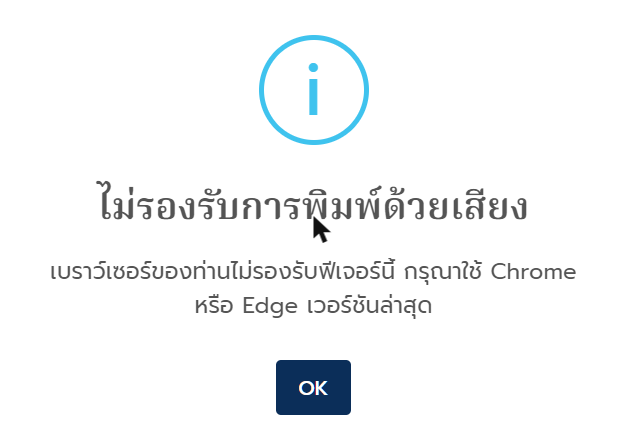 ไม่รองรับการพิมพ์ด้วยเสียง
เบราว์เซอร์ของท่านไม่รองรับฟีเจอร์นี้ กรุณาใช้ Chrome
หรือ Edge เวอร์ชันล่าสุด
OK